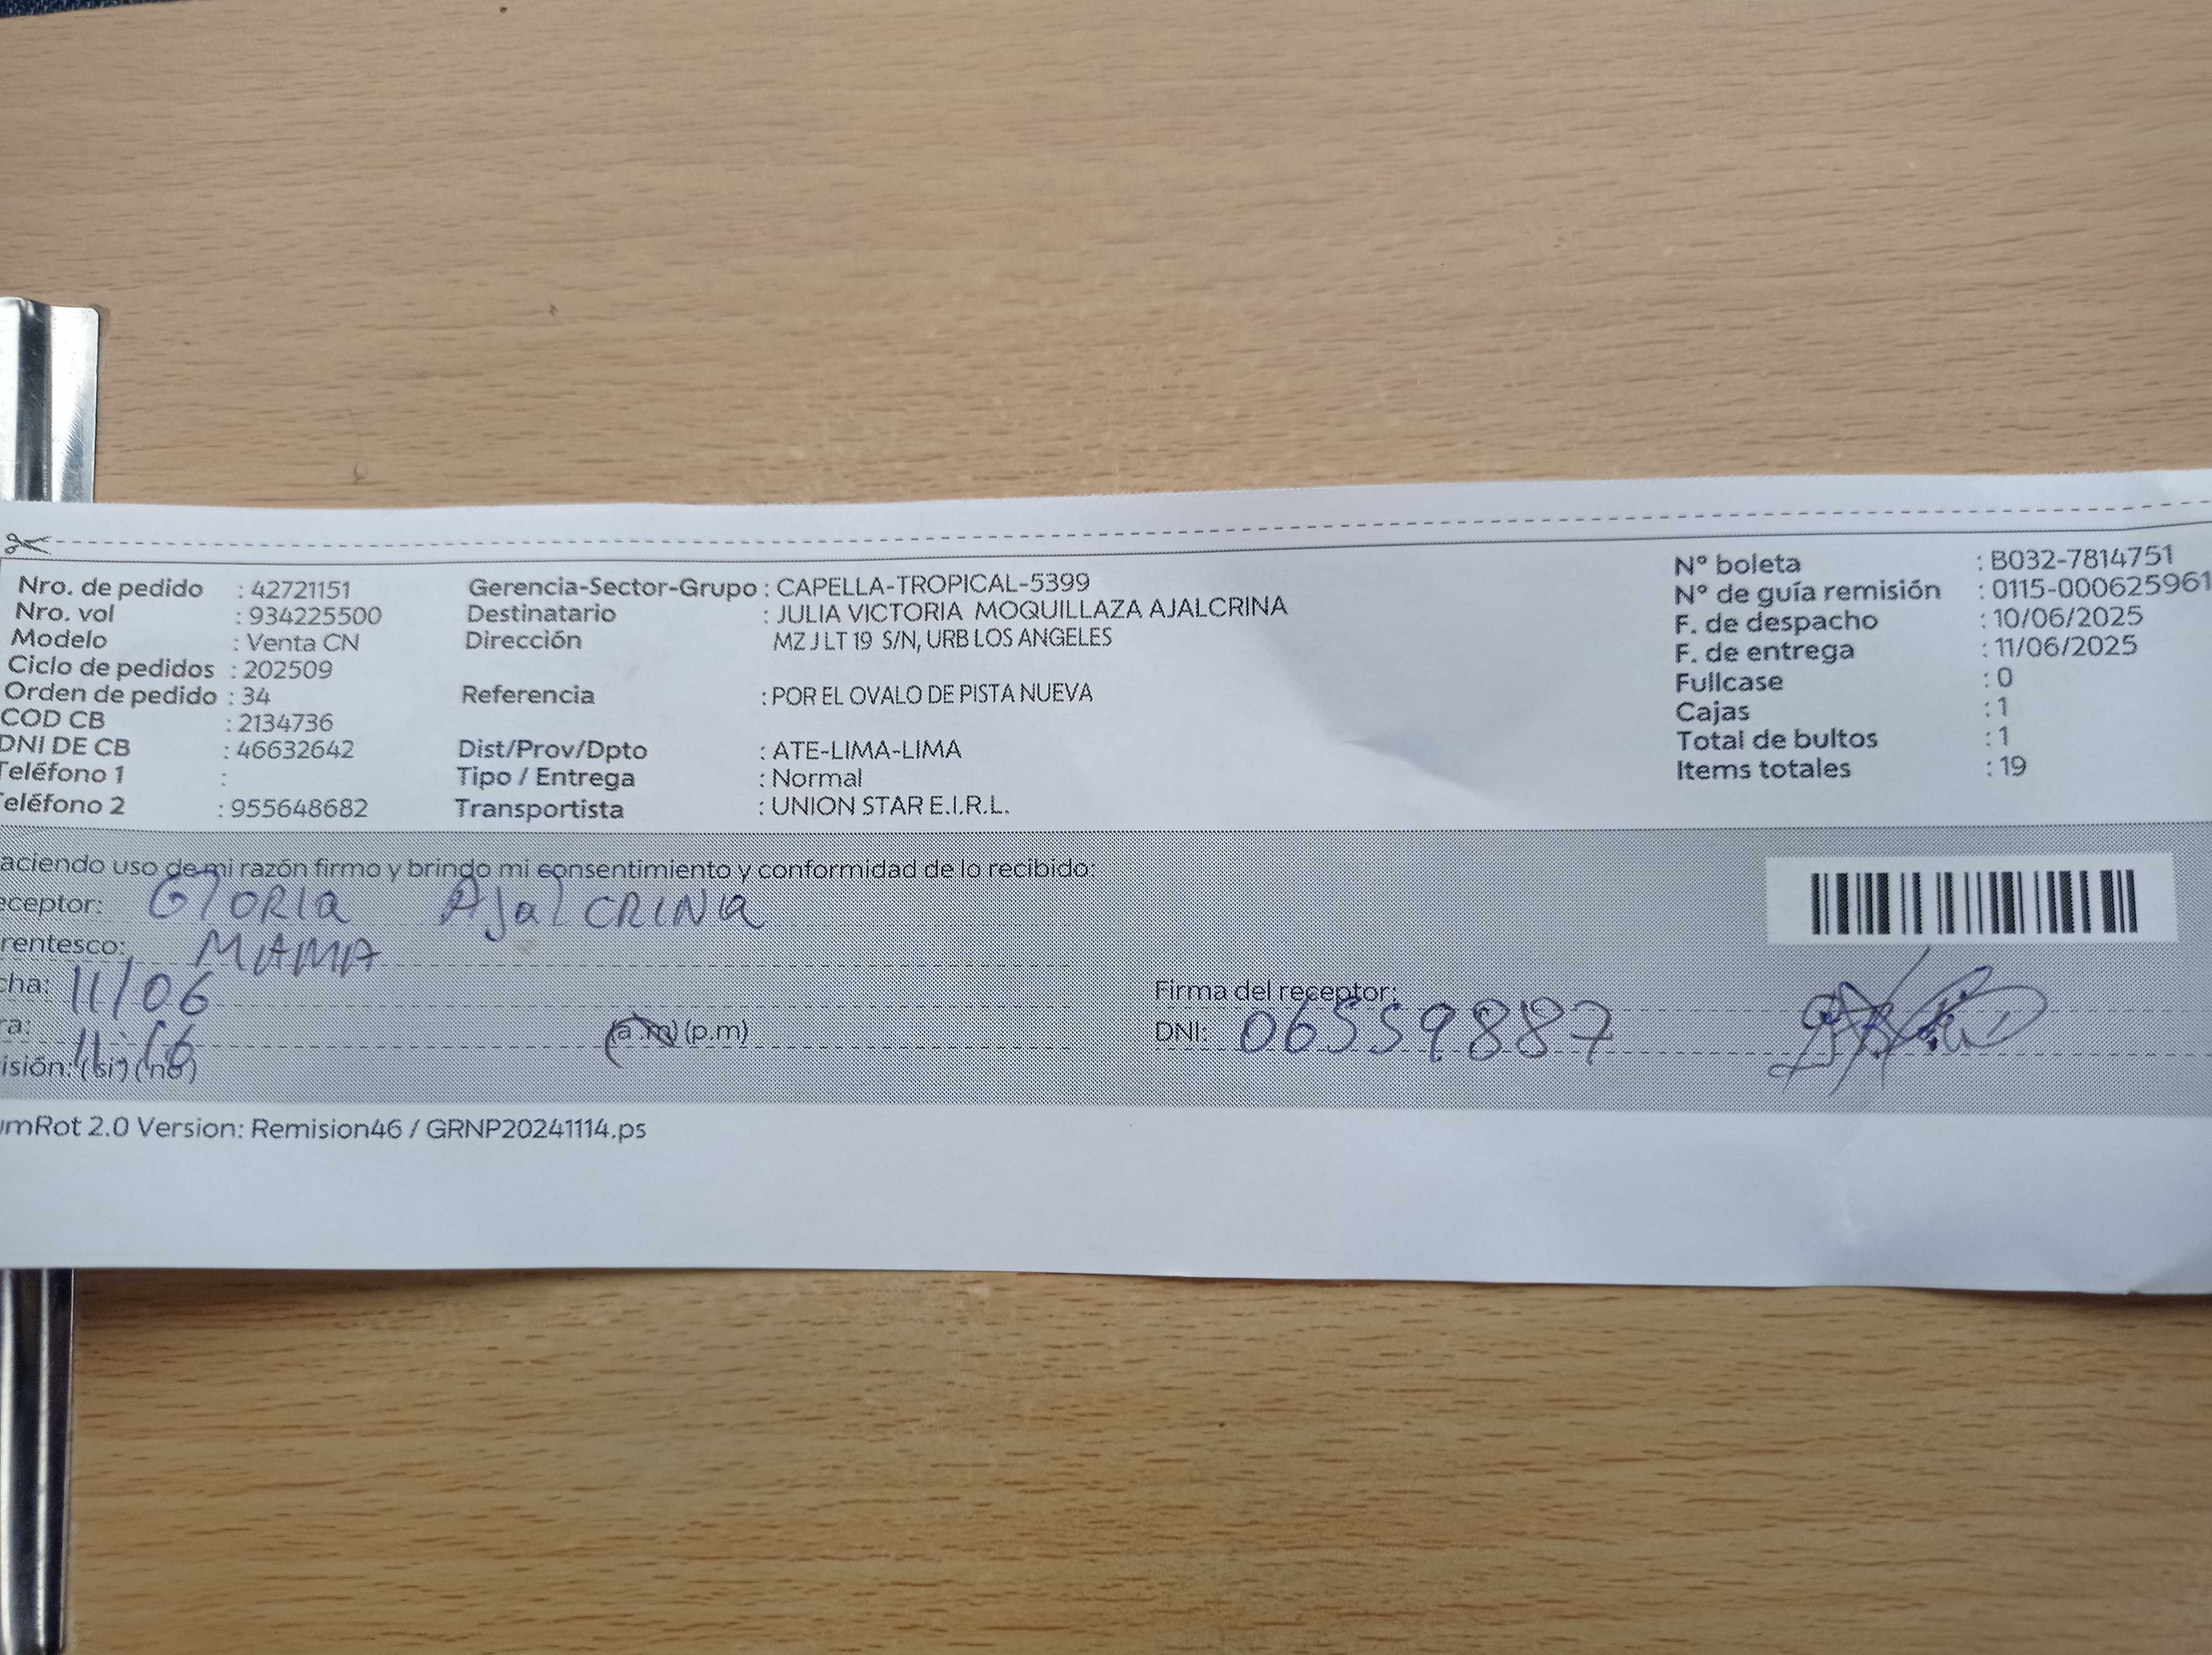 Nro. de pedido : 42721151 Gerencia-Sector-Grupo : CAPELLA-TROPICAL-5399 N° boleta : B032-7814751
Nro. vol : 934225500 Destinatario : JULIA VICTORIA MOQUILLAZA AJALCRINA N° de guía remisión : 0115-000625961
Modelo : Venta CN Dirección MZ J LT 19 S/N, URB LOS ANGELES F. de despacho : 10/06/2025
Ciclo de pedidos : 202509 F. de entrega : 11/06/2025
Orden de pedido : 34 Referencia : POR EL OVALO DE PISTA NUEVA Fullcase : 0
COD CB : 2134736 Cajas : 1
DNI DE CB : 46632642 Dist/Prov/Dpto : ATE-LIMA-LIMA Total de bultos : 1
Teléfono 1 : Tipo / Entrega : Normal Items totales : 19
eléfono 2 : 955648682 Transportista : UNION STAR E.I.R.L.
aciendo uso de mi razón firmo y brindo mi consentimiento y conformidad de lo recibido:
eceptor: GlORIa AJalCRINa
rentesco: MAMA
cha: 11/06 Firma del receptor:
ra: 11:16 (a.m) (p.m) DNI: 06559887
isión: (si) (no)
umRot 2.0 Version: Remision46 / GRNP20241114.ps